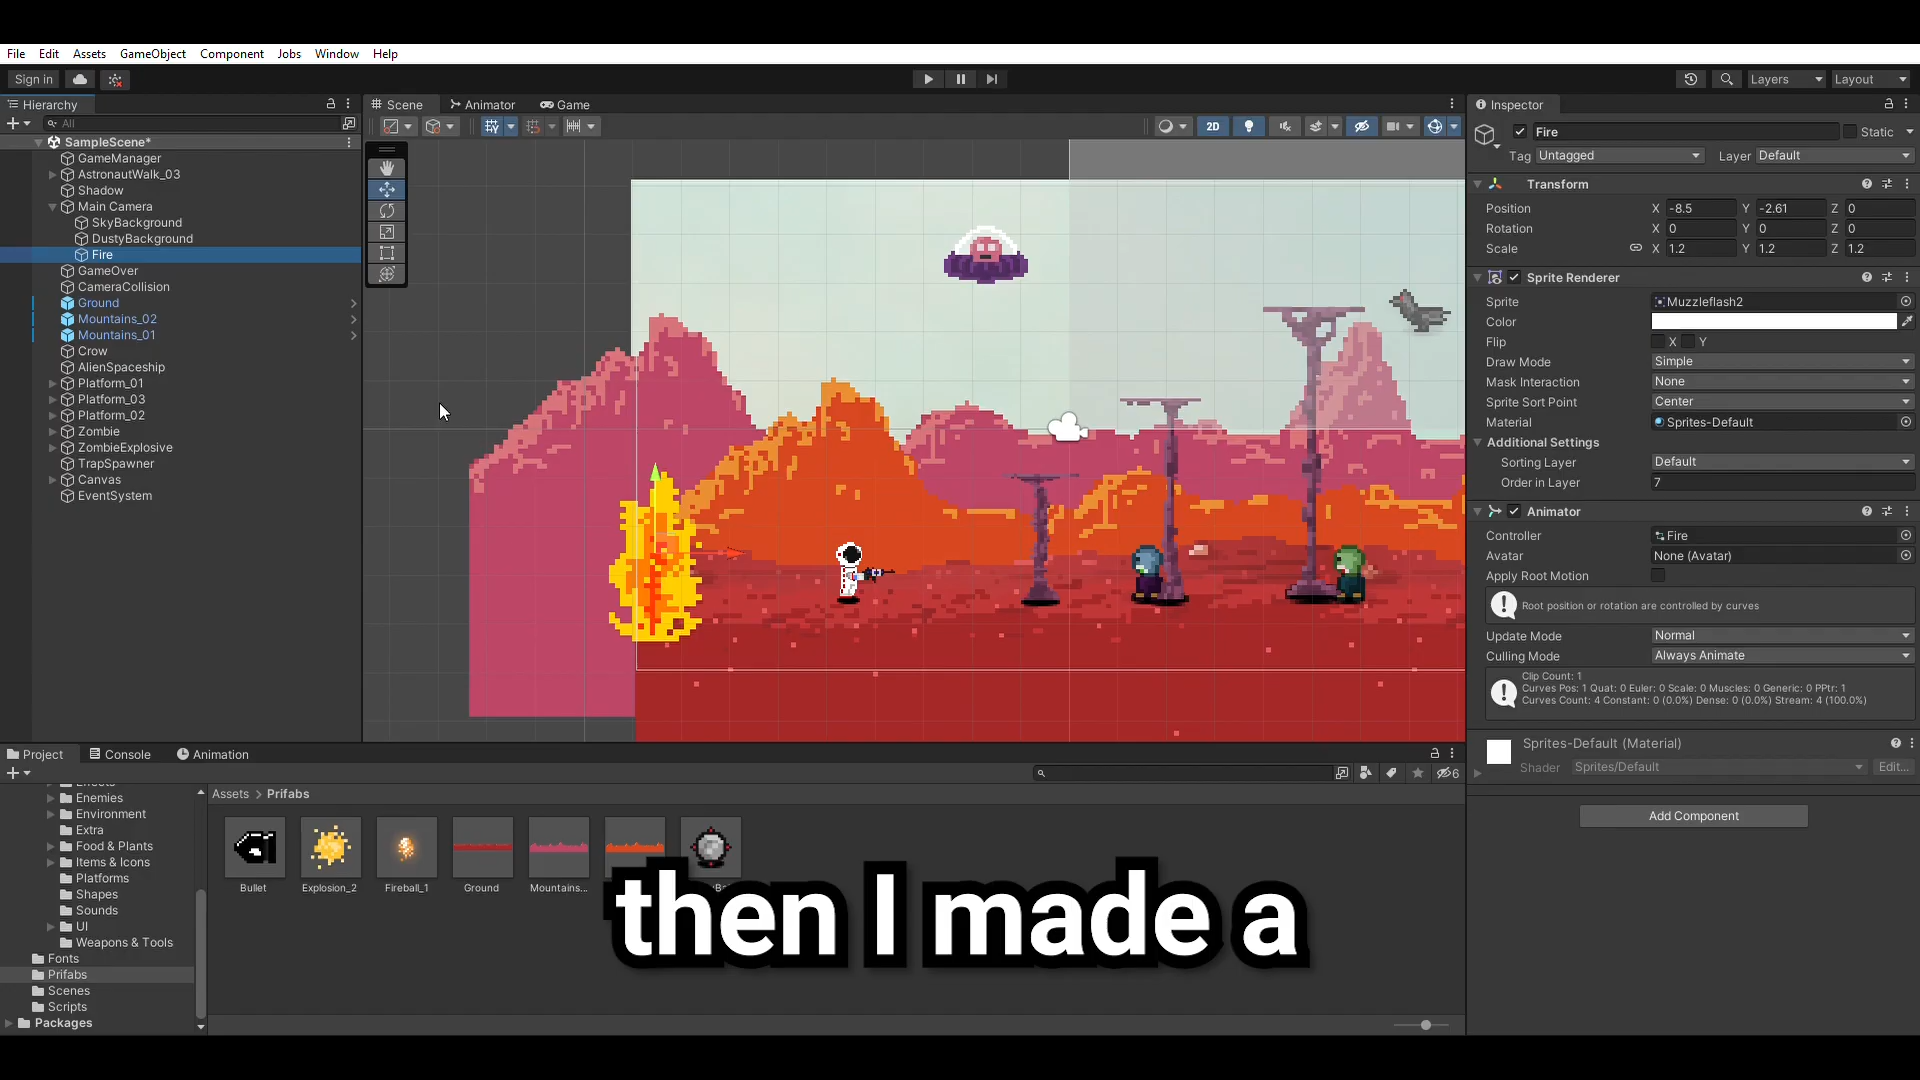 File Edit Assets GameObject Component Jobs Window Help
Sign in Layers Layout
Hierarchy
All
SampleScene*
GameManager
AstronautWalk_03
Shadow
Main Camera
SkyBackground
DustyBackground
Fire
GameOver
CameraCollision
Ground
Mountains_02
Mountains_01
Crow
AlienSpaceship
Platform_01
Platform_03
Platform_02
Zombie
ZombieExplosive
TrapSpawner
Canvas
EventSystem
Scene Animator Game
2D
Inspector
Fire Static
Tag Untagged Layer Default
Transform
Position X -8.5 Y -2.61 Z 0
Rotation X 0 Y 0 Z 0
Scale X 1.2 Y 1.2 Z 1.2
Sprite Renderer
Sprite Muzzleflash2
Color
Flip X Y
Draw Mode Simple
Mask Interaction None
Sprite Sort Point Center
Material Sprites-Default
Additional Settings
Sorting Layer Default
Order in Layer 7
Animator
Controller Fire
Avatar None (Avatar)
Apply Root Motion
Root position or rotation are controlled by curves
Update Mode Normal
Culling Mode Always Animate
Clip Count: 1
Curves Pos: 1 Quat: 0 Euler: 0 Scale: 0 Muscles: 0 Generic: 0 PPtr: 1
Curves Count: 4 Constant: 0 (0.0%) Dense: 0 (0.0%) Stream: 4 (100.0%)
Sprites-Default (Material)
Shader Sprites/Default Edit...
Add Component
Project Console Animation
6
Enemies
Environment
Extra
Food & Plants
Items & Icons
Platforms
Shapes
Sounds
UI
Weapons & Tools
Fonts
Prifabs
Scenes
Scripts
Packages
Assets > Prifabs
Bullet Explosion_2 Fireball_1 Ground Mountains...
then I made a